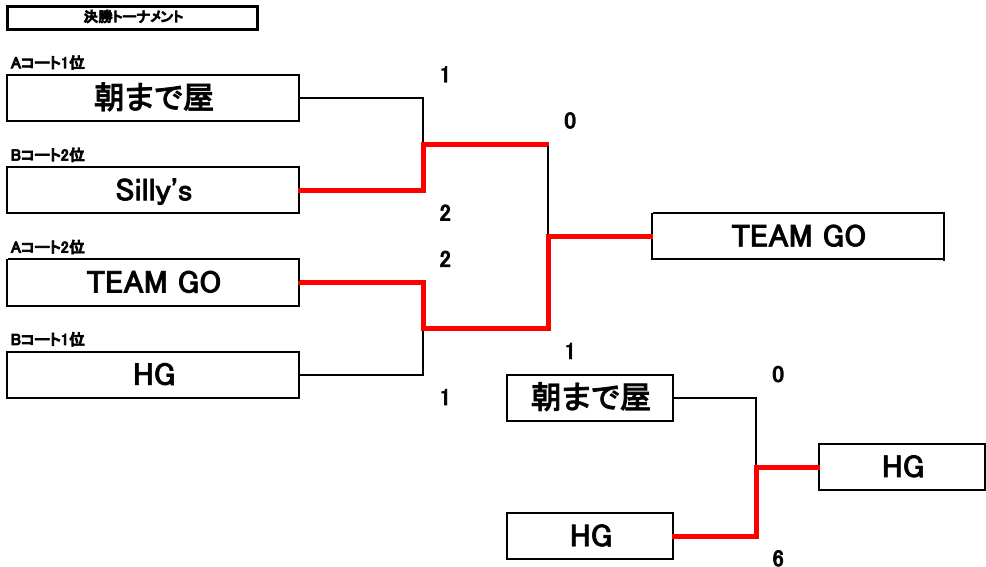 決勝トーナメント
Aコート1位
朝まで屋
1
0
Bコート2位
Silly's
2
Aコート2位
2
TEAM GO
TEAM GO
Bコート1位
HG
1
1
朝まで屋
0
HG
HG
6